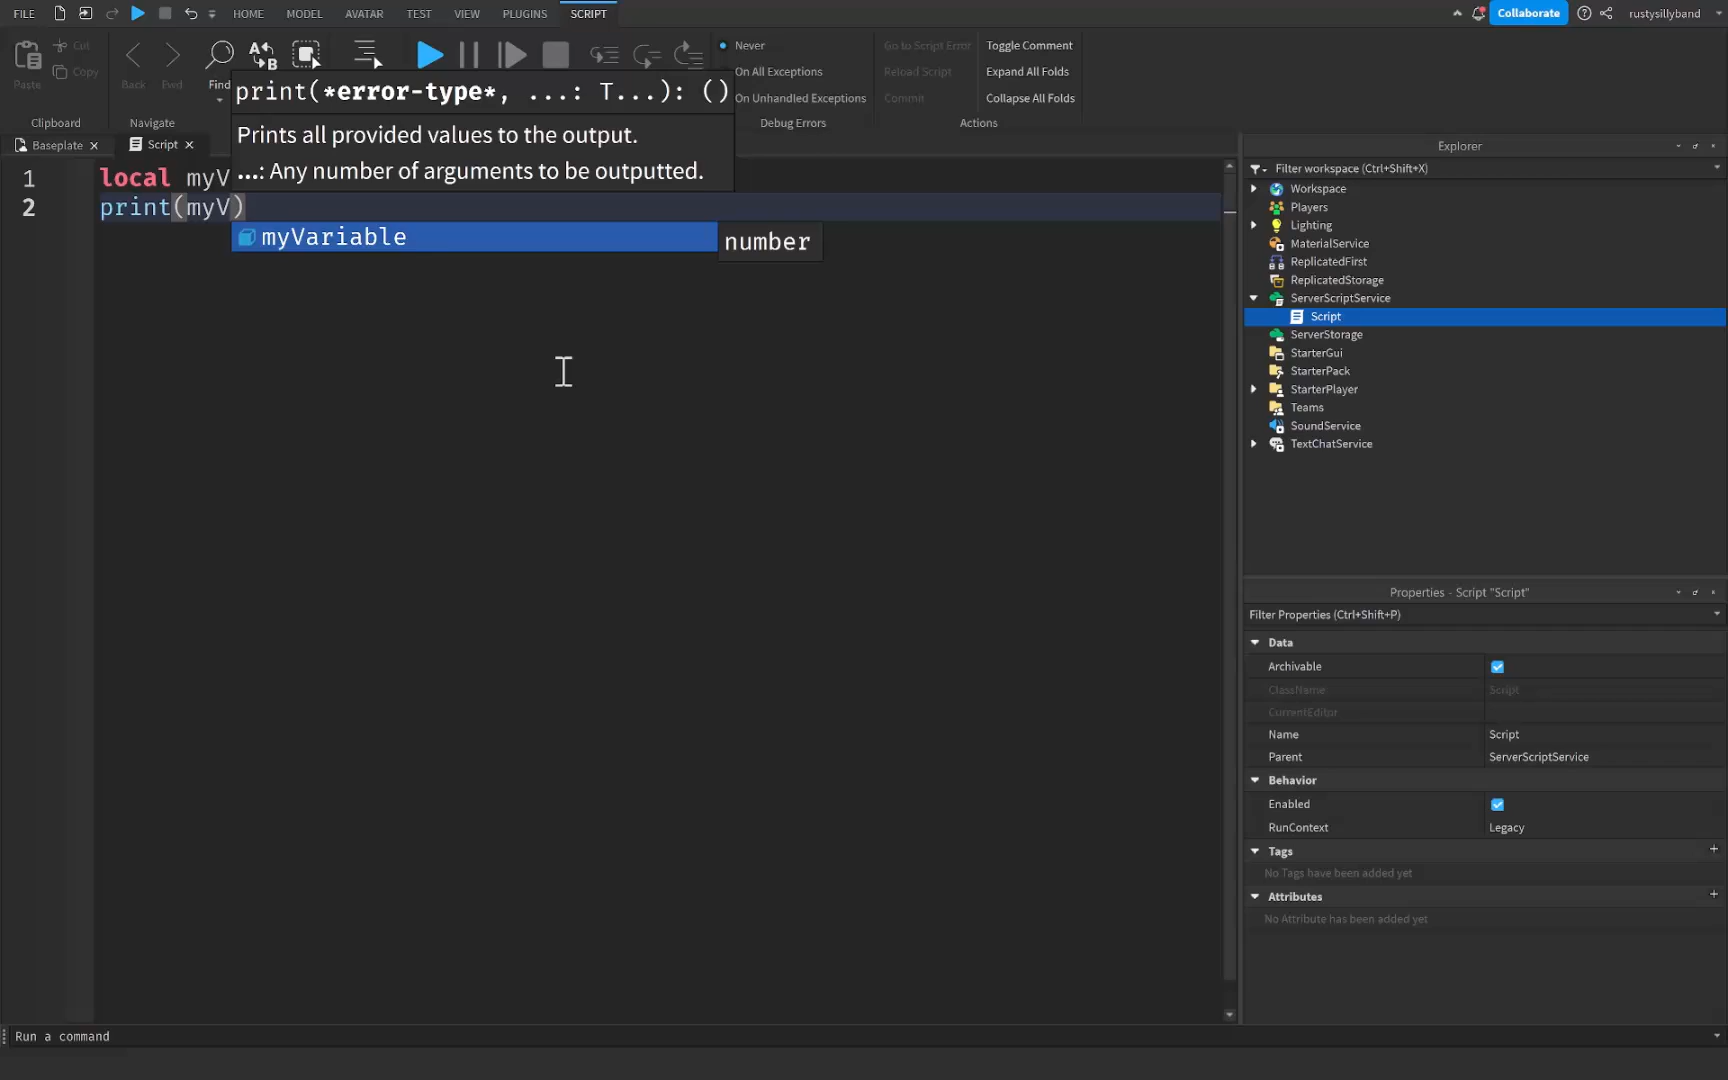 FILE HOME MODEL AVATAR TEST VIEW PLUGINS SCRIPT Collaborate rustysillyband
Paste Cut Copy
Back Fwd Find
Clipboard Navigate
Never
On All Exceptions
On Unhandled Exceptions
Debug Errors
Go to Script Error
Reload Script
Commit
Toggle Comment
Expand All Folds
Collapse All Folds
Actions
print(*error-type*, ...: T...): ()
Prints all provided values to the output.
...: Any number of arguments to be outputted.
Baseplate Script
1 local myV
2 print(myV)
myVariable number
Explorer
Filter workspace (Ctrl+Shift+X)
Workspace
Players
Lighting
MaterialService
ReplicatedFirst
ReplicatedStorage
ServerScriptService
Script
ServerStorage
StarterGui
StarterPack
StarterPlayer
Teams
SoundService
TextChatService
Properties - Script "Script"
Filter Properties (Ctrl+Shift+P)
Data
Archivable
ClassName Script
CurrentEditor
Name Script
Parent ServerScriptService
Behavior
Enabled
RunContext Legacy
Tags
No Tags have been added yet
Attributes
No Attribute has been added yet
Run a command